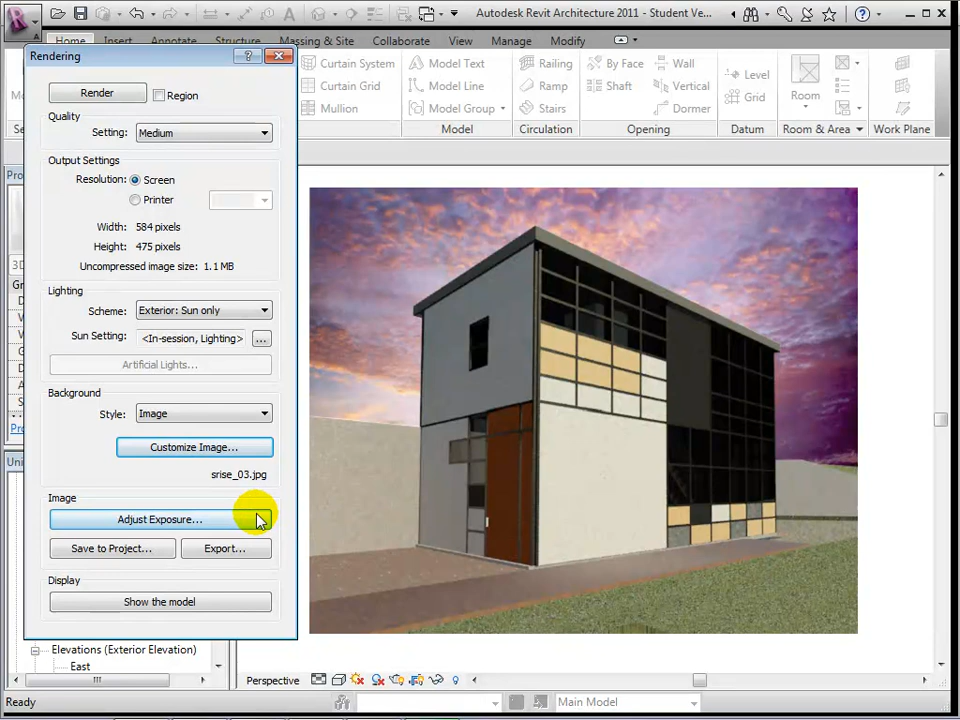 Autodesk Revit Architecture 2011 - Student Ve...
Home Insert Annotate Structure Massing & Site Collaborate View Manage Modify
Rendering
Curtain System Model Text Railing By Face Wall Level
Curtain Grid Model Line Ramp Shaft Vertical Grid Room
Mullion Model Group Stairs Dormer
Model Circulation Opening Datum Room & Area Work Plane
Render Region
Quality
Setting: Medium
Output Settings
Resolution: Screen
Printer
Width: 584 pixels
Height: 475 pixels
Uncompressed image size: 1.1 MB
Lighting
Scheme: Exterior: Sun only
Sun Setting: <In-session, Lighting> ...
Artificial Lights...
Background
Style: Image
Customize Image...
srise_03.jpg
Image
Adjust Exposure...
Save to Project... Export...
Display
Show the model
Elevations (Exterior Elevation)
East
Perspective
Ready
Main Model